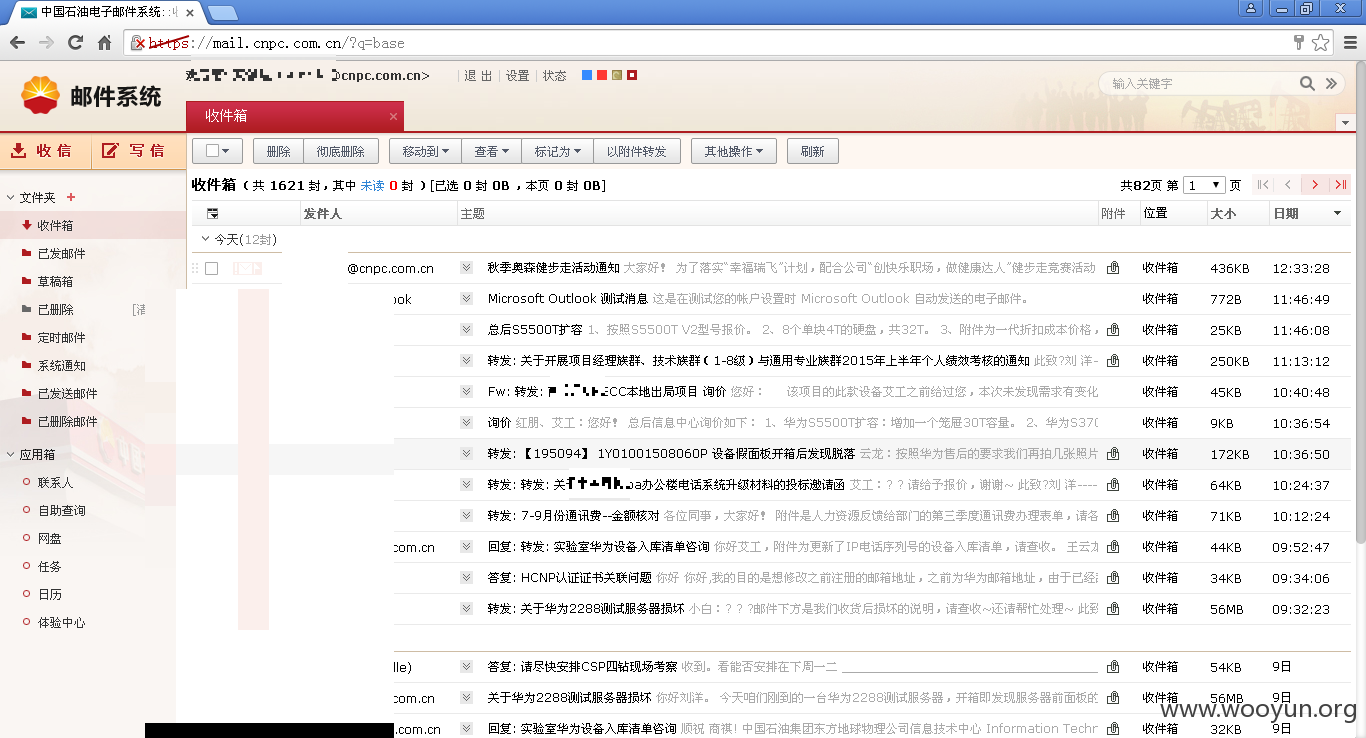 中国石油电子邮件系统::收
https://mail.cnpc.com.cn/?q=base
邮件系统
@cnpc.com.cn>
退 出 设置 状态
输入关键字
收件箱
收 信 写 信
删除 彻底删除 移动到 查看 标记为 以附件转发 其他操作 刷新
收件箱 ( 共 1621 封，其中 未读 0 封 ) [已选 0 封 0B ，本页 0 封 0B]
共82页 第 1 页
文件夹
收件箱
已发邮件
草稿箱
已删除 [清
定时邮件
系统通知
已发送邮件
已删除邮件
应用箱
联系人
自助查询
网盘
任务
日历
体验中心
发件人 主题 附件 位置 大小 日期
今天(12封)
@cnpc.com.cn 秋季奥森健步走活动通知 大家好！ 为了落实“幸福瑞飞”计划，配合公司“创快乐职场，做健康达人”健步走竞赛活动 收件箱 436KB 12:33:28
ook Microsoft Outlook 测试消息 这是在测试您的帐户设置时 Microsoft Outlook 自动发送的电子邮件。 收件箱 772B 11:46:49
总后S5500T扩容 1、按照S5500T V2型号报价。 2、8个单块4T的硬盘，共32T。 3、附件为一代折扣成本价格， 收件箱 25KB 11:46:08
转发: 关于开展项目经理族群、技术族群（ 1-8级）与通用专业族群2015年上半年个人绩效考核的通知 此致?刘 洋- 收件箱 250KB 11:13:12
Fw: 转发: ECC本地出局项目 询价 您好： 该项目的此款设备艾工之前给过您，本次未发现需求有变化 收件箱 45KB 10:40:48
询价 红朋、艾工：您好！ 总后信息中心询价如下： 1、华为S5500T扩容：增加一个笼屉30T容量。 2、华为S370 收件箱 9KB 10:36:54
转发: 【195094】 1Y01001508060P 设备假面板开箱后发现脱落 云龙：按照华为售后的要求我们再拍几张照片 收件箱 172KB 10:36:50
转发: 转发: 关 oa办公楼电话系统升级材料的投标邀请函 艾工：? ? 请给予报价，谢谢~ 此致?刘 洋---- 收件箱 64KB 10:24:37
转发: 7-9月份通讯费--金额核对 各位同事，大家好！ 附件是人力资源反馈给部门的第三季度通讯费办理表单，请各 收件箱 71KB 10:12:24
com.cn 回复: 转发: 实验室华为设备入库清单咨询 你好艾工，附件为更新了IP电话序列号的设备入库清单，请查收。 王云龙 收件箱 44KB 09:52:47
答复: HCNP认证证书关联问题 你好 你好,我的目的是想修改之前注册的邮箱地址，之前为华为邮箱地址，由于已经 收件箱 34KB 09:34:06
转发: 关于华为2288测试服务器损坏 小白：? ? ?邮件下方是我们收货后损坏的说明，请查收~还请帮忙处理~ 此致 收件箱 56MB 09:32:23
lle) 答复: 请尽快安排CSP四钻现场考察 收到。看能否安排在下周一二 收件箱 54KB 9日
com.cn 关于华为2288测试服务器损坏 你好刘洋。 今天咱们刚到的一台华为2288测试服务器，开箱即发现服务器前面板的 收件箱 56MB 9日
.com.cn 回复: 实验室华为设备入库清单咨询 顺祝 商祺! 中国石油集团东方地球物理公司信息技术中心 Information Techn 收件箱 32KB 9日
www.wooyun.org